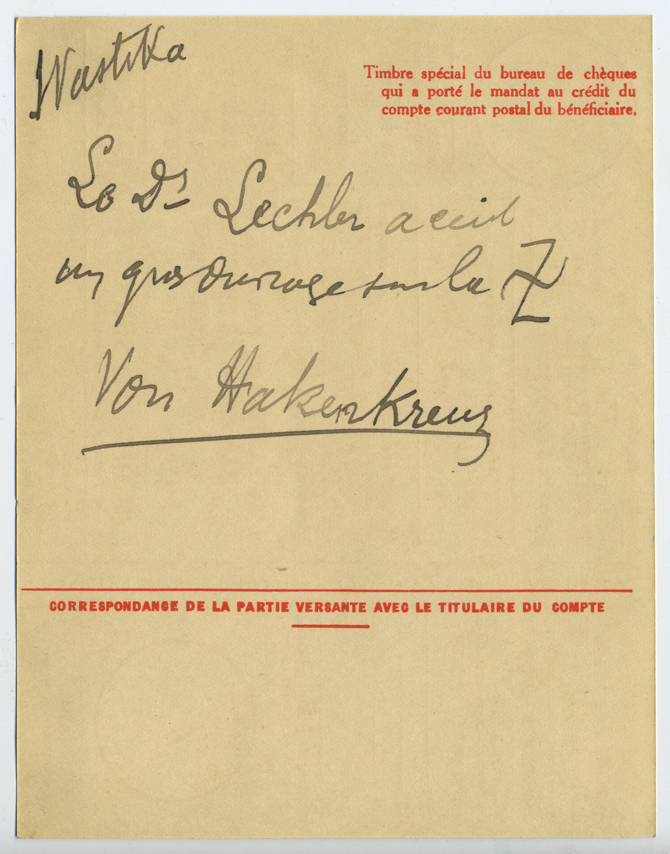 Wastika
Timbre spécial du bureau de chèques
qui a porté le mandat au crédit du
compte courant postal du bénéficiaire.
Le Dr Lechler a écrit
un gros ouvrage sur la 卐
Von Hakenkreuz
CORRESPONDANCE DE LA PARTIE VERSANTE AVEC LE TITULAIRE DU COMPTE